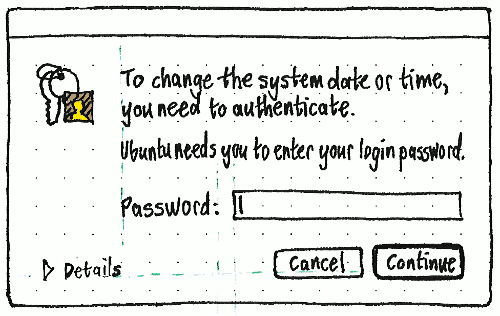 To change the system date or time,
you need to authenticate.
Ubuntu needs you to enter your login password.
Password:
Details
Cancel
Continue